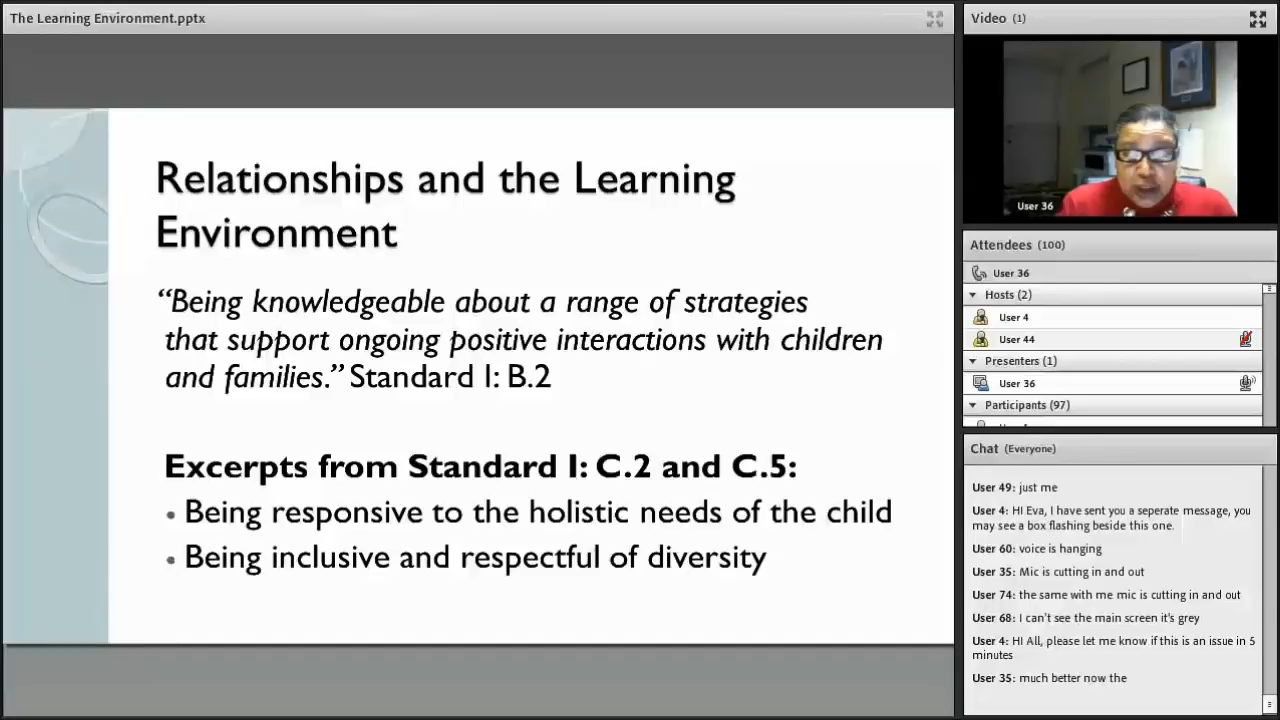 The Learning Environment.pptx
Relationships and the Learning
Environment
“Being knowledgeable about a range of strategies
that support ongoing positive interactions with children
and families.” Standard I: B.2
Excerpts from Standard I: C.2 and C.5:
• Being responsive to the holistic needs of the child
• Being inclusive and respectful of diversity
Video (1)
User 36
Attendees (100)
User 36
Hosts (2)
User 4
User 44
Presenters (1)
User 36
Participants (97)
Chat (Everyone)
User 49: just me
User 4: HI Eva, I have sent you a seperate message, you
may see a box flashing beside this one.
User 60: voice is hanging
User 35: Mic is cutting in and out
User 74: the same with me mic is cutting in and out
User 68: I can't see the main screen it's grey
User 4: HI All, please let me know if this is an issue in 5
minutes
User 35: much better now the